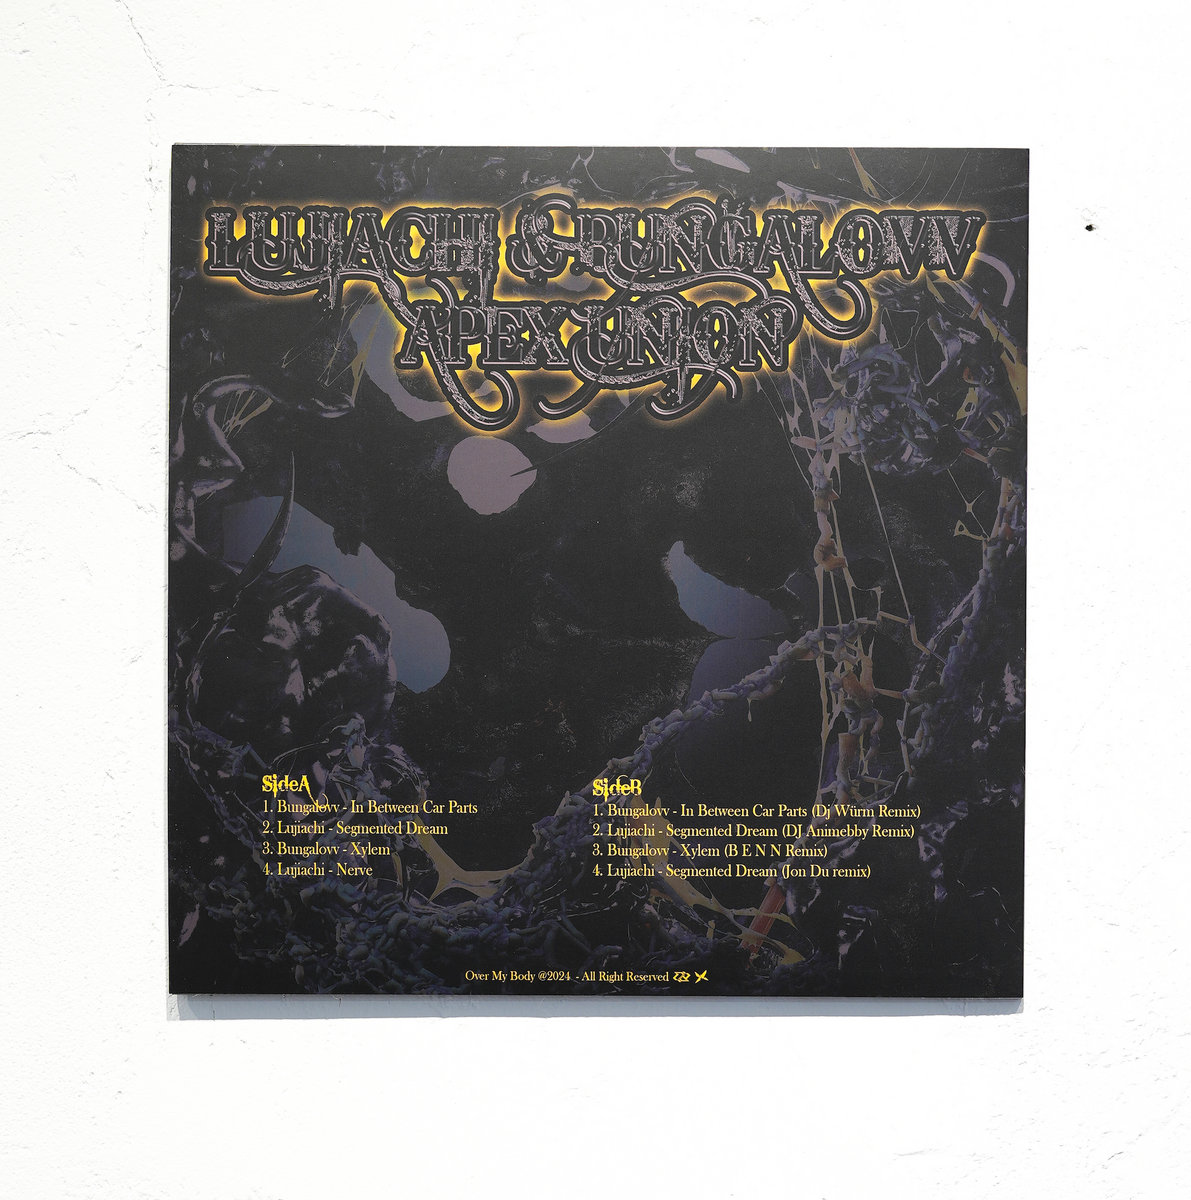 LUJIACHI & BUNGALOVV
APEX UNION
SideA
1. Bungalovv - In Between Car Parts
2. Lujiachi - Segmented Dream
3. Bungalovv - Xylem
4. Lujiachi - Nerve
SideB
1. Bungalovv - In Between Car Parts (Dj Würm Remix)
2. Lujiachi - Segmented Dream (DJ Animebby Remix)
3. Bungalovv - Xylem (B E N N Remix)
4. Lujiachi - Segmented Dream (Jon Du remix)
Over My Body @2024 - All Right Reserved